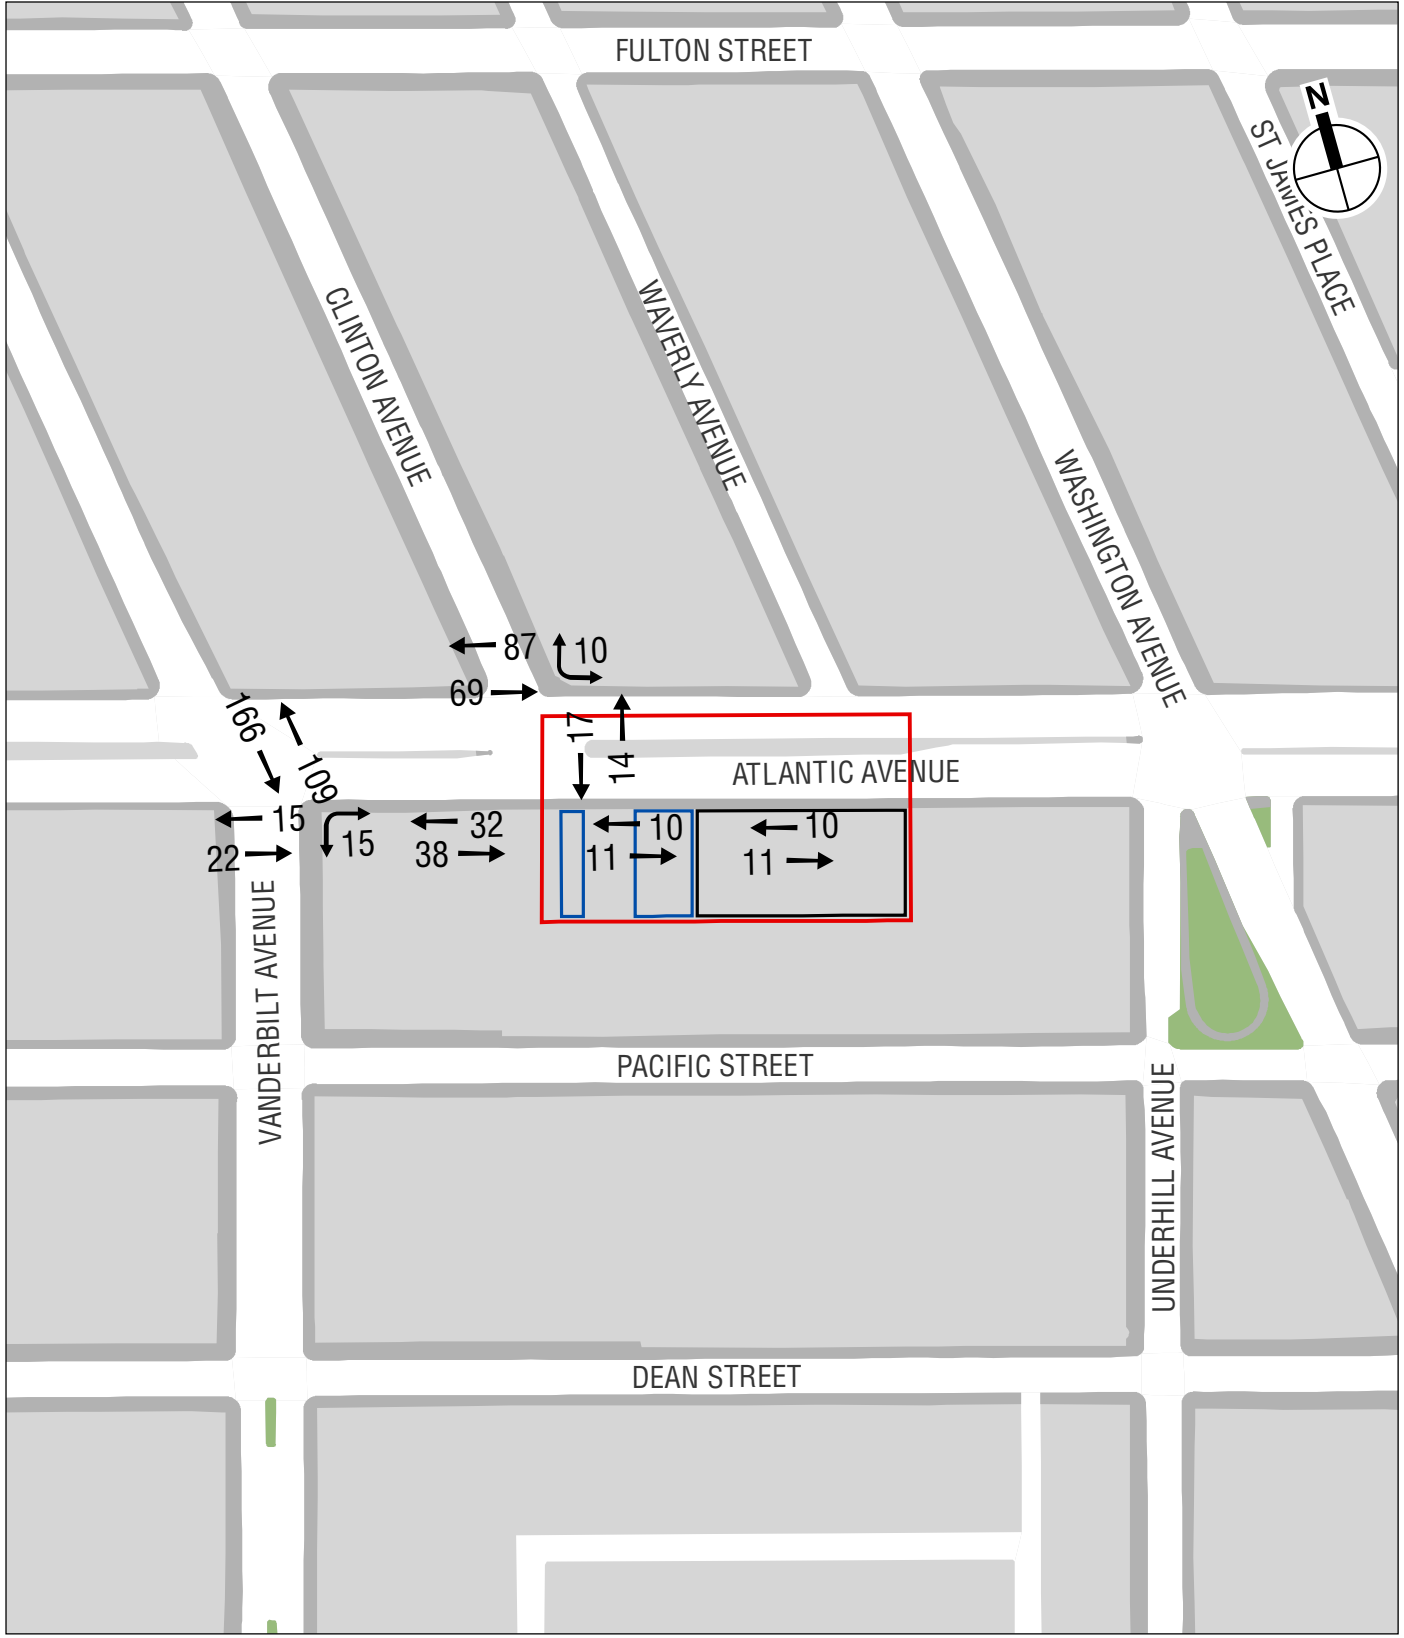 FULTON STREET
N
ST JAMES PLACE
CLINTON AVENUE
WAVERLY AVENUE
WASHINGTON AVENUE
87
10
69
166
109
17
14
ATLANTIC AVENUE
15
15
32
10
10
22
38
11
11
VANDERBILT AVENUE
PACIFIC STREET
UNDERHILL AVENUE
DEAN STREET